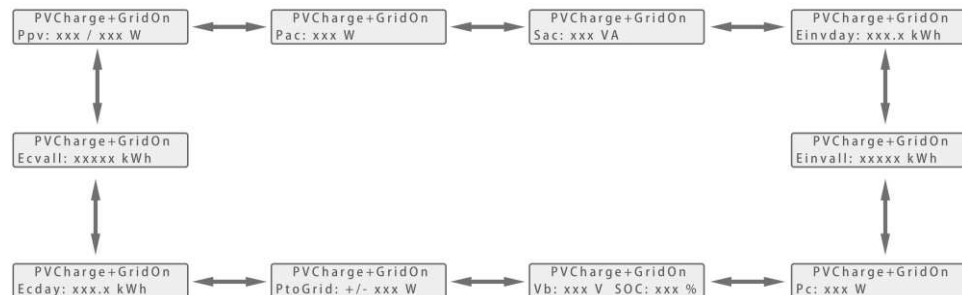 PVCharge+GridOn
Ppv: xxx / xxx W
PVCharge+GridOn
Pac: xxx W
PVCharge+GridOn
Sac: xxx VA
PVCharge+GridOn
Einvday: xxx.x kWh
PVCharge+GridOn
Ecvall: xxxxx kWh
PVCharge+GridOn
Einvall: xxxxx kWh
PVCharge+GridOn
Ecday: xxx.x kWh
PVCharge+GridOn
PtoGrid: +/- xxx W
PVCharge+GridOn
Vb: xxx V SOC: xxx %
PVCharge+GridOn
Pc: xxx W